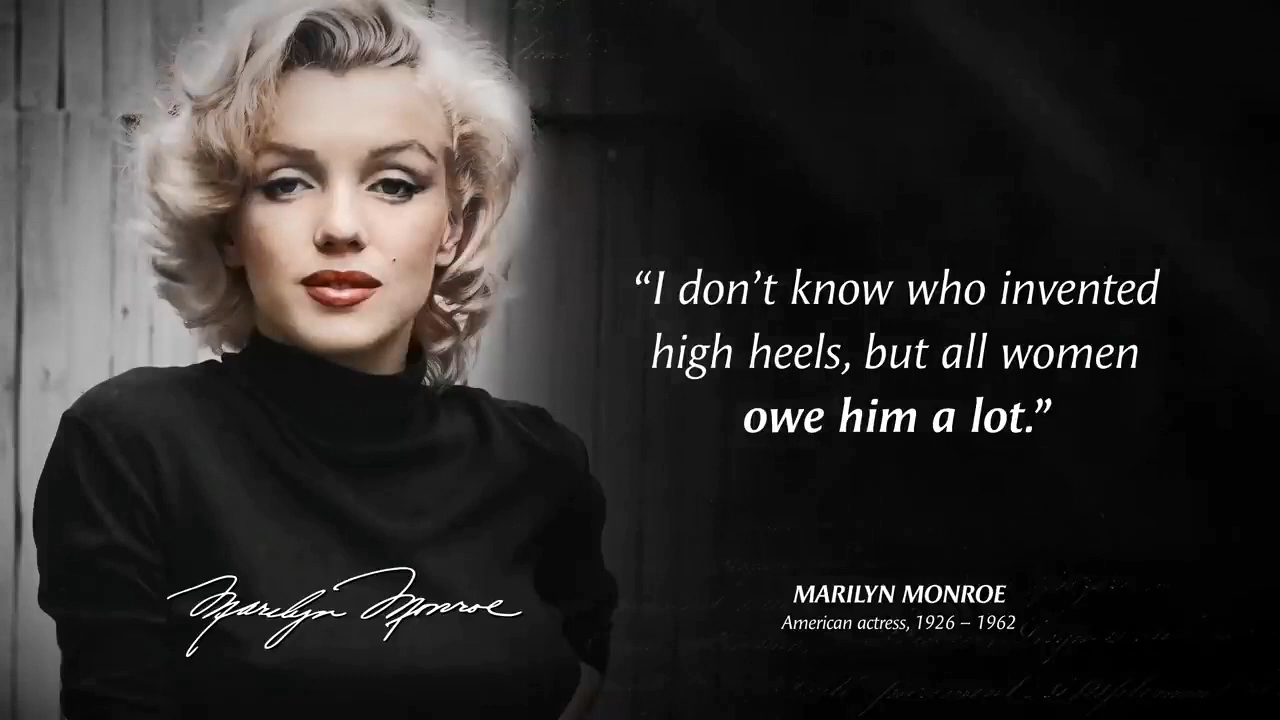 “I don’t know who invented
high heels, but all women
owe him a lot.”
Marilyn Monroe
MARILYN MONROE
American actress, 1926 – 1962